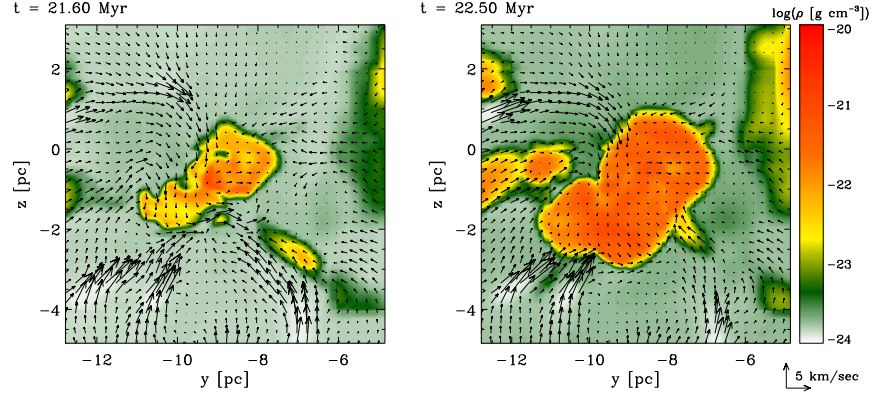 t = 21.60 Myr
t = 22.50 Myr
log(ρ [g cm⁻³])
2
0
−2
−4
z [pc]
−12
−10
−8
−6
y [pc]
2
0
−2
−4
z [pc]
−12
−10
−8
−6
y [pc]
−20
−21
−22
−23
−24
5 km/sec